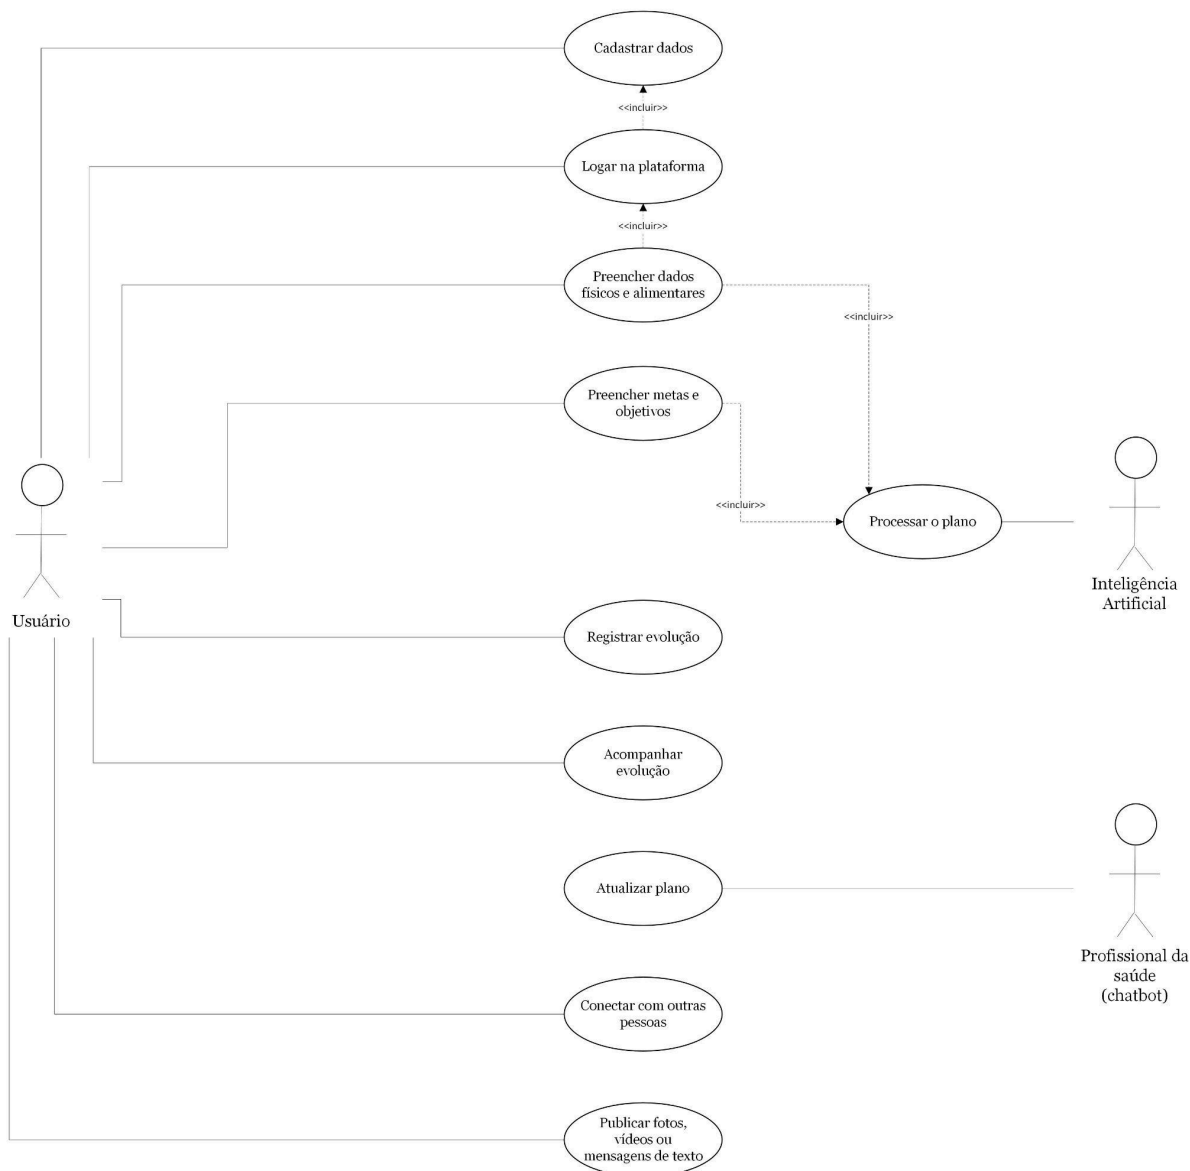 Cadastrar dados
<<incluir>>
Logar na plataforma
<<incluir>>
Preencher dados
físicos e alimentares
<<incluir>>
Preencher metas e
objetivos
<<incluir>>
Processar o plano
Inteligência
Artificial
Usuário
Registrar evolução
Acompanhar
evolução
Atualizar plano
Profissional da
saúde
(chatbot)
Conectar com outras
pessoas
Publicar fotos,
vídeos ou
mensagens de texto